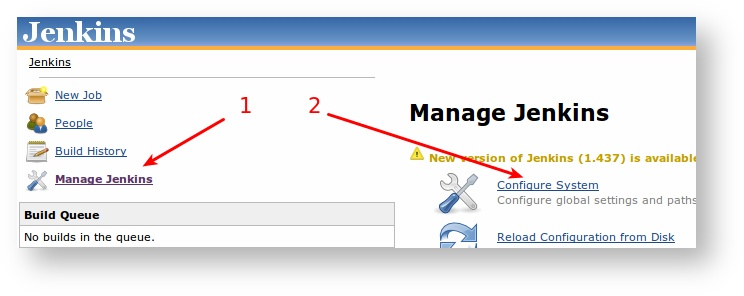 Jenkins
Jenkins
New Job
People
Build History
Manage Jenkins
Build Queue
No builds in the queue.
1
2
Manage Jenkins
New version of Jenkins (1.437) is available
Configure System
Configure global settings and paths
Reload Configuration from Disk